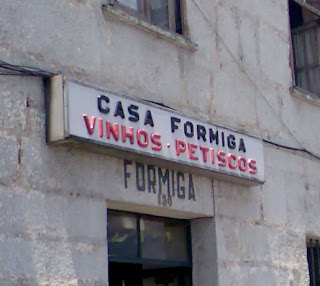 CASA FORMIGA
VINHOS · PETISCOS
FORMIGA